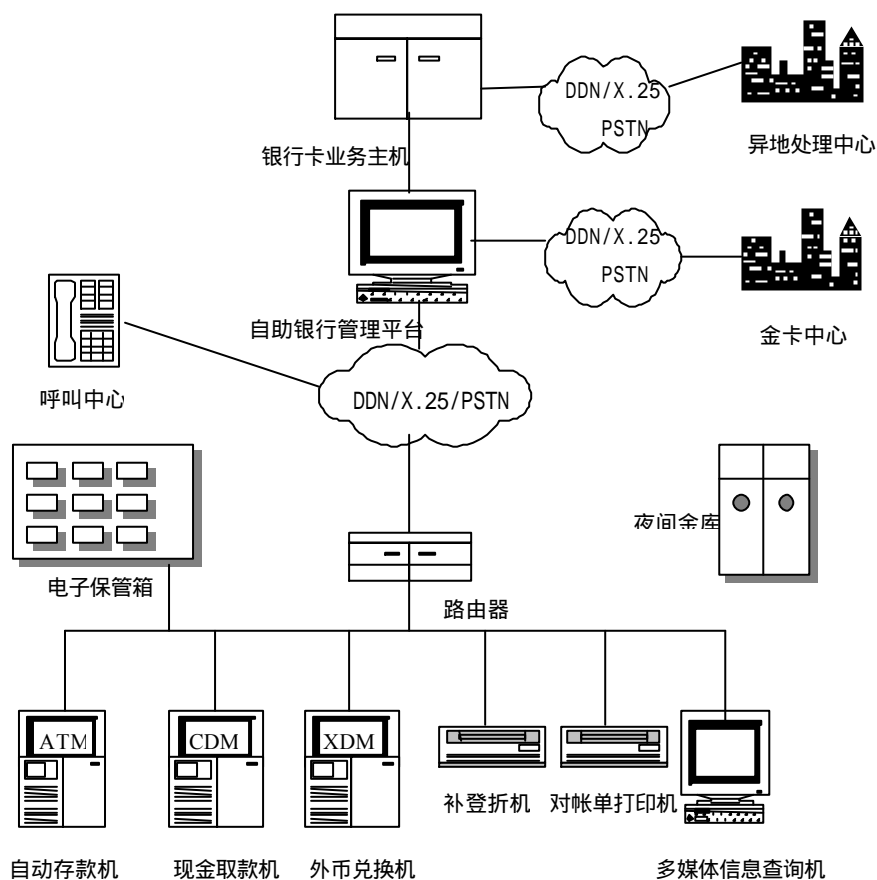 DDN/X.25
PSTN
异地处理中心
银行卡业务主机
DDN/X.25
PSTN
自助银行管理平台
金卡中心
呼叫中心
DDN/X.25/PSTN
夜间金库
电子保管箱
路由器
ATM
CDM
XDM
补登折机
对帐单打印机
自动存款机
现金取款机
外币兑换机
多媒体信息查询机